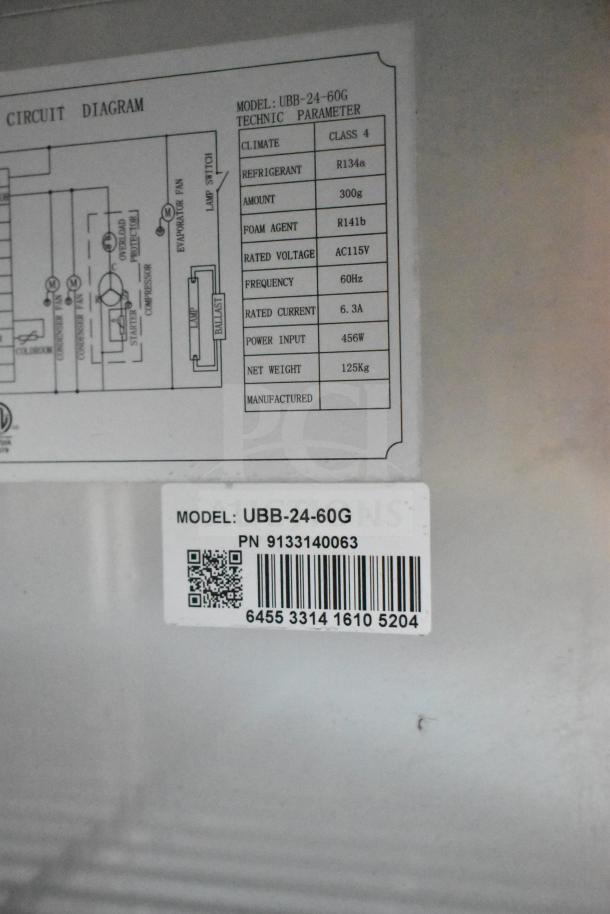 CIRCUIT DIAGRAM
MODEL: UBB-24-60G
TECHNIC PARAMETER
CLIMATE CLASS 4
REFRIGERANT R134a
AMOUNT 300g
FOAM AGENT R141b
RATED VOLTAGE AC115V
FREQUENCY 60Hz
RATED CURRENT 6.3A
POWER INPUT 456W
NET WEIGHT 125Kg
MANUFACTURED
CONDENSER FAN
CONDENSER FAN
M
M
OVERLOAD
PROTECTOR
C
STARTER
COMPRESSOR
M
EVAPORATOR FAN
LAMP SWITCH
LAMP
BALLAST
PCI
AUCTIONS
MODEL: UBB-24-60G
PN 9133140063
6455 3314 1610 5204